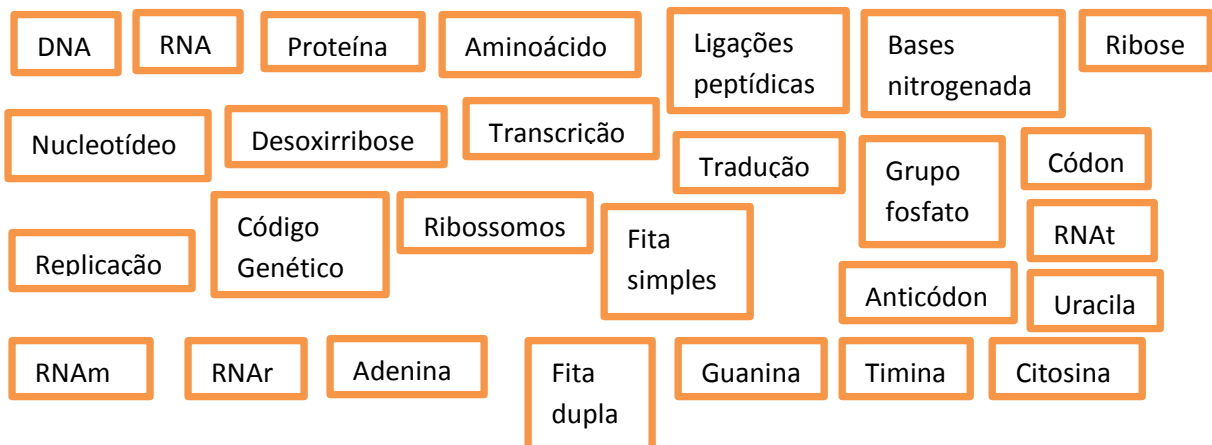 DNA
RNA
Proteína
Aminoácido
Ligações
peptídicas
Bases
nitrogenada
Ribose
Nucleotídeo
Desoxirribose
Transcrição
Tradução
Grupo
fosfato
Códon
Replicação
Código
Genético
Ribossomos
Fita
simples
RNAt
Anticódon
Uracila
RNAm
RNAr
Adenina
Fita
dupla
Guanina
Timina
Citosina